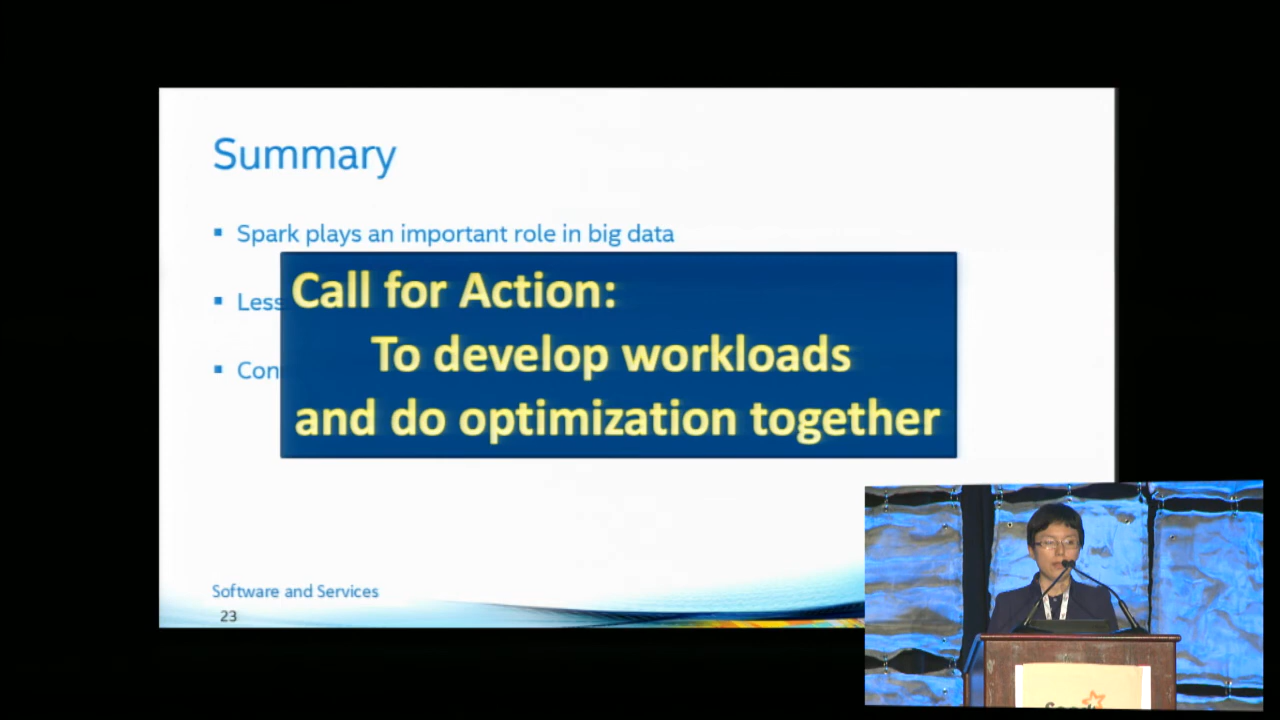 Summary
▪ Spark plays an important role in big data
▪ Less
▪ Con
Call for Action:
To develop workloads
and do optimization together
Software and Services
23